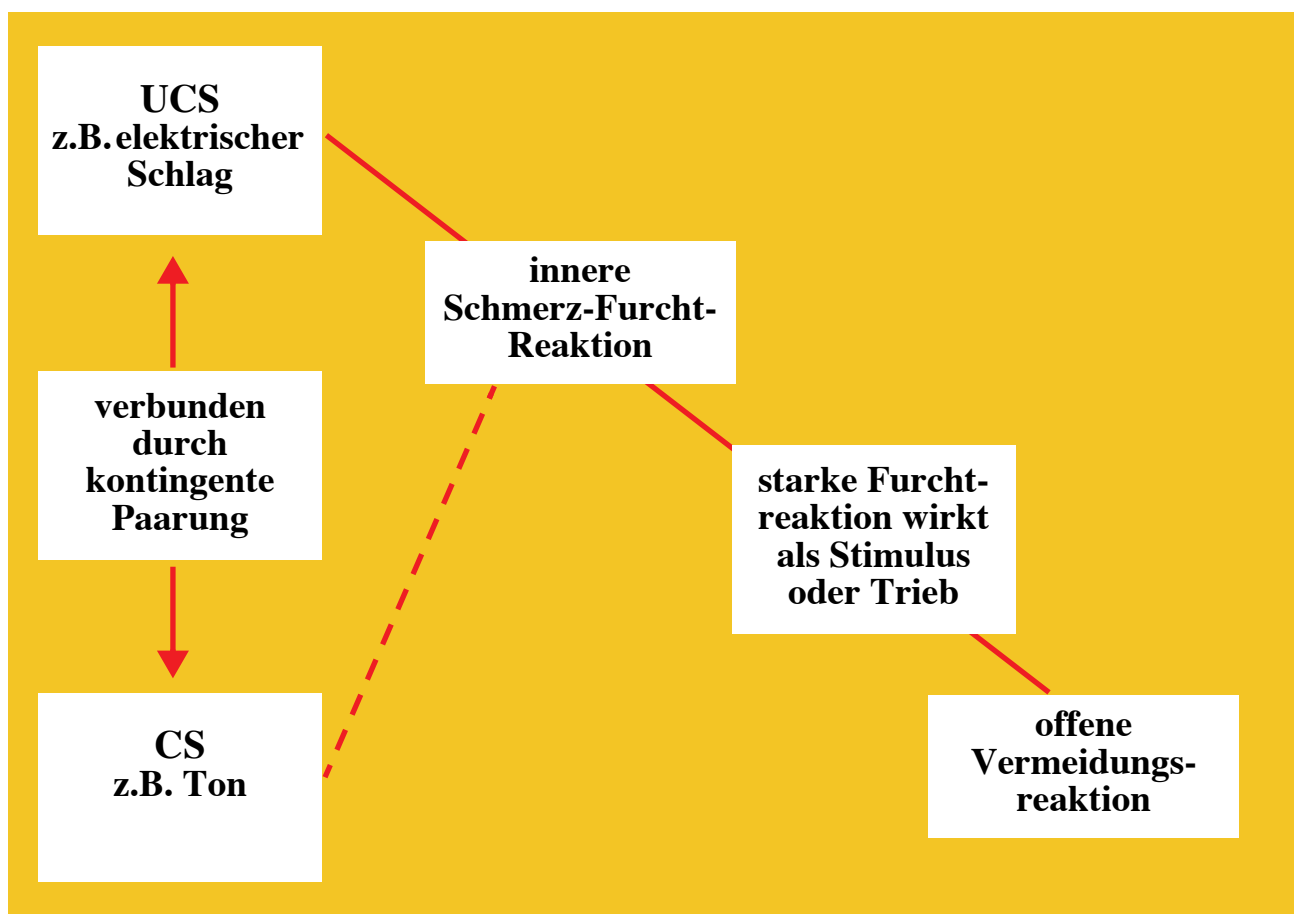 UCS
z.B. elektrischer
Schlag
innere
Schmerz-Furcht-
Reaktion
verbunden
durch
kontingente
Paarung
starke Furcht-
reaktion wirkt
als Stimulus
oder Trieb
CS
z.B. Ton
offene
Vermeidungs-
reaktion